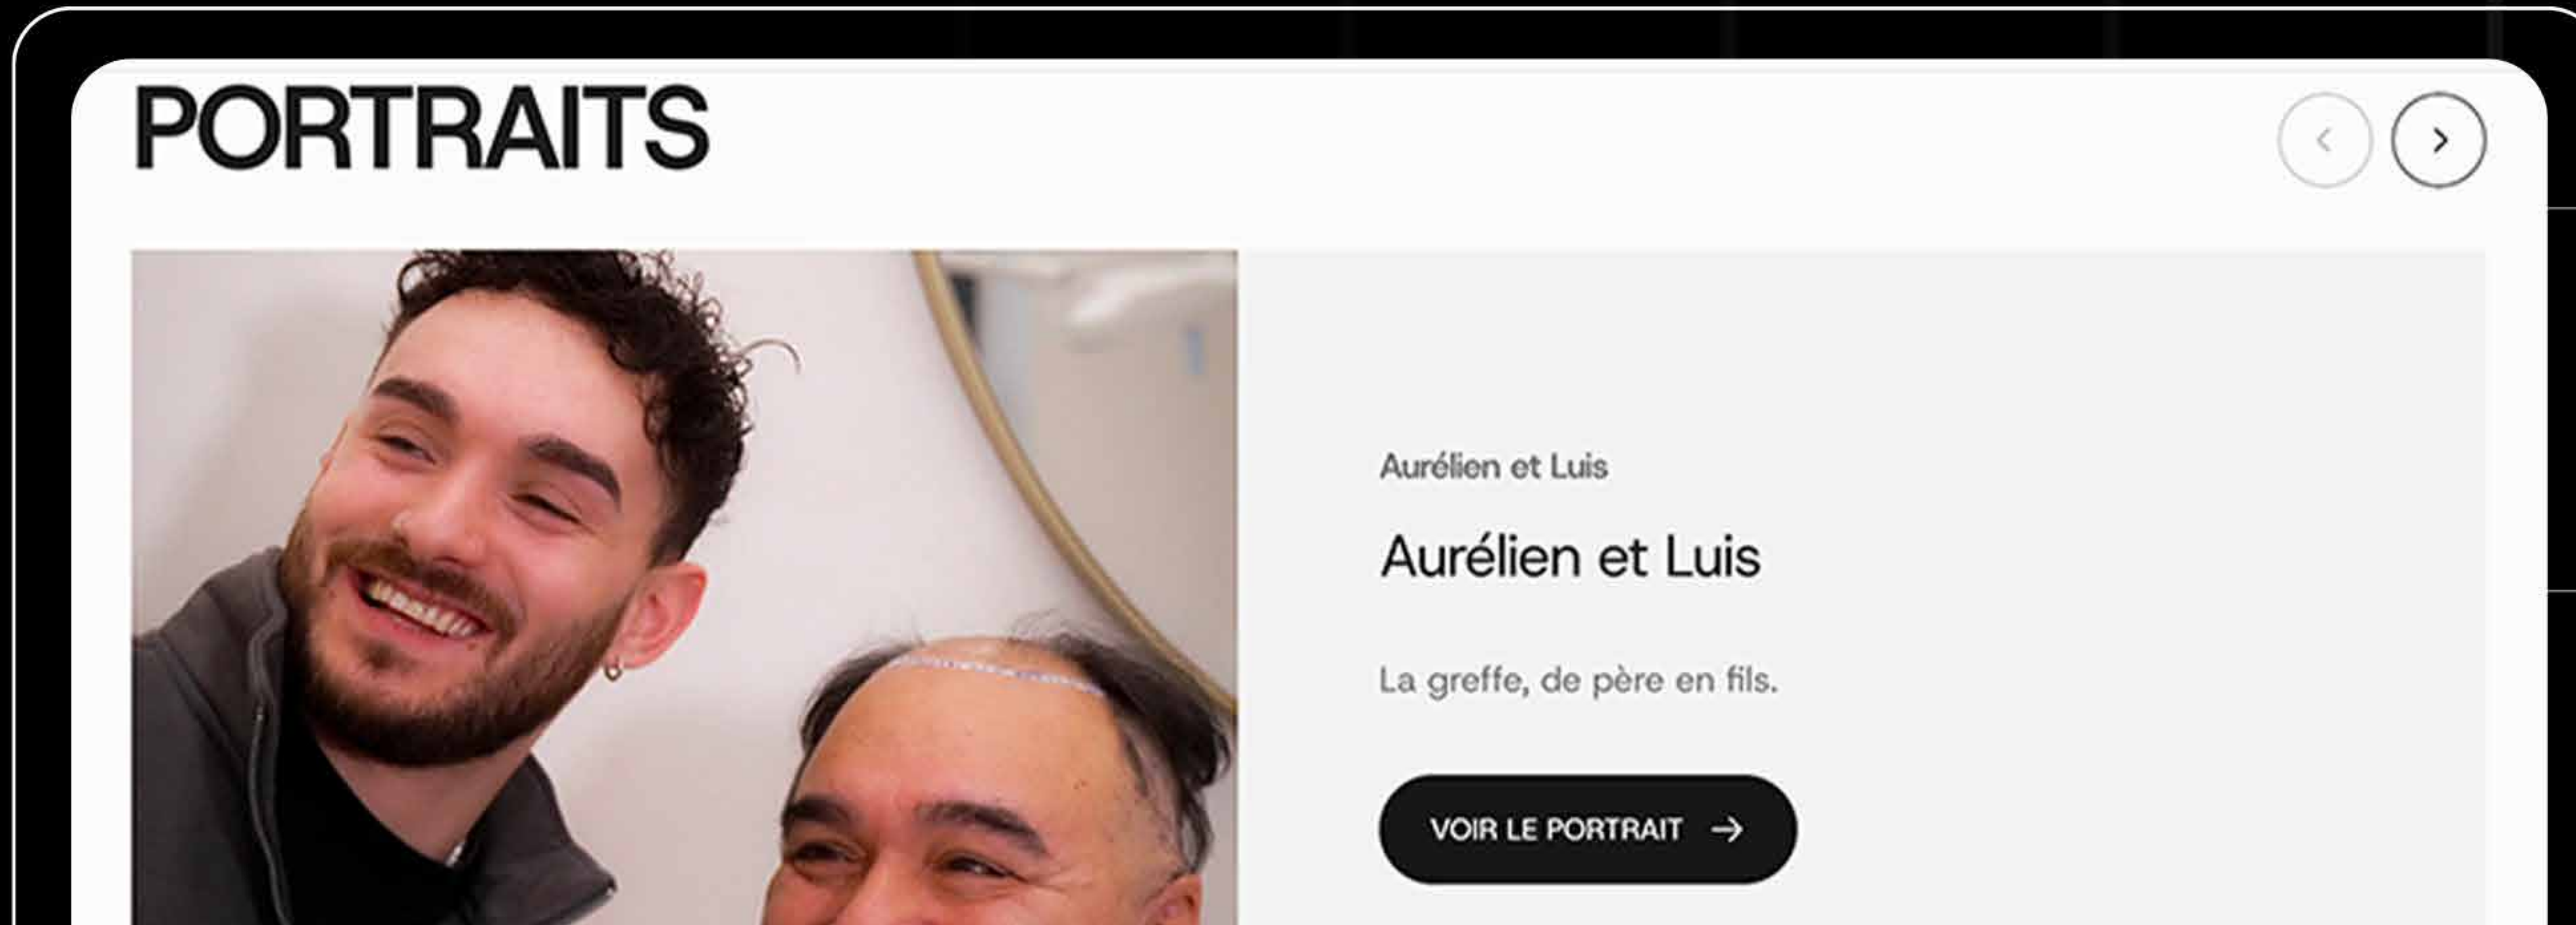 PORTRAITS
Aurélien et Luis
Aurélien et Luis
La greffe, de père en fils.
VOIR LE PORTRAIT